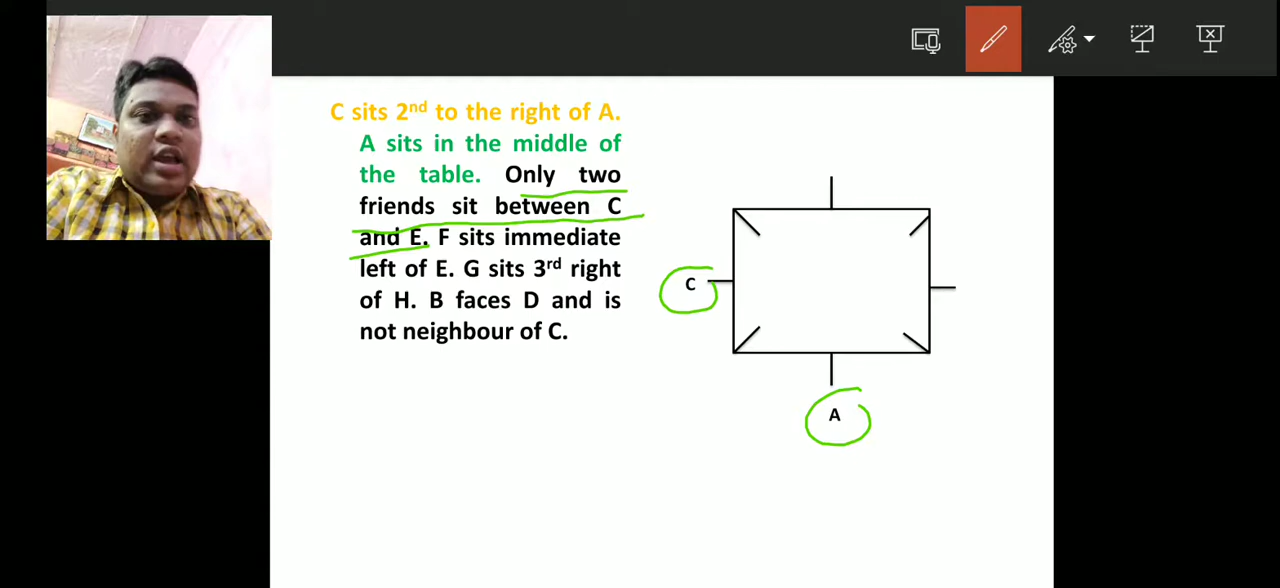 C sits 2nd to the right of A.
A sits in the middle of
the table. Only two
friends sit between C
and E. F sits immediate
left of E. G sits 3rd right
of H. B faces D and is
not neighbour of C.
C
A